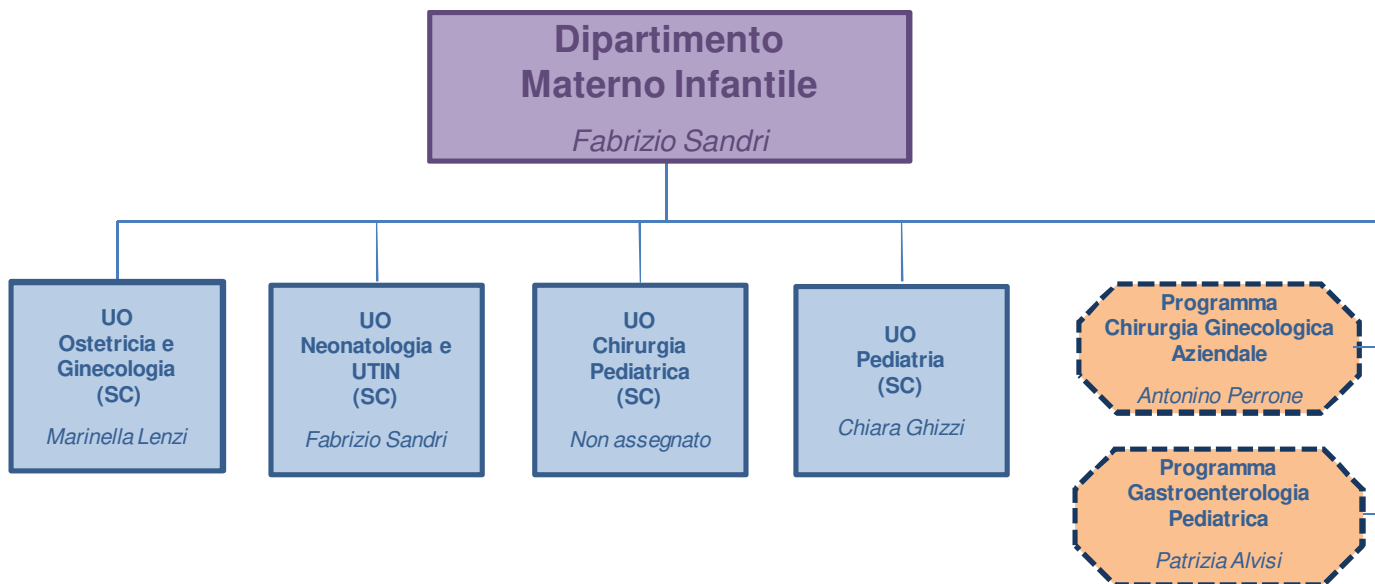 Dipartimento
Materno Infantile
Fabrizio Sandri
UO
Ostetricia e
Ginecologia
(SC)
Marinella Lenzi
UO
Neonatologia e
UTIN
(SC)
Fabrizio Sandri
UO
Chirurgia
Pediatrica
(SC)
Non assegnato
UO
Pediatria
(SC)
Chiara Ghizzi
Programma
Chirurgia Ginecologica
Aziendale
Antonino Perrone
Programma
Gastroenterologia
Pediatrica
Patrizia Alvisi